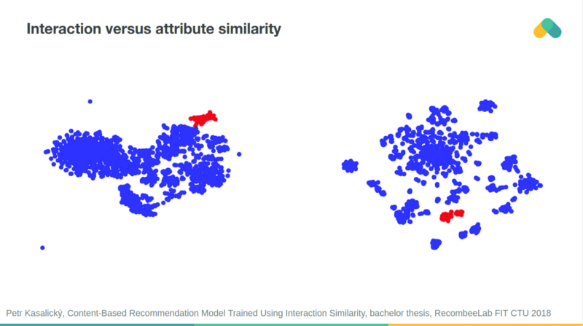 Interaction versus attribute similarity
Petr Kasalický, Content-Based Recommendation Model Trained Using Interaction Similarity, bachelor thesis, RecombeeLab FIT CTU 2018